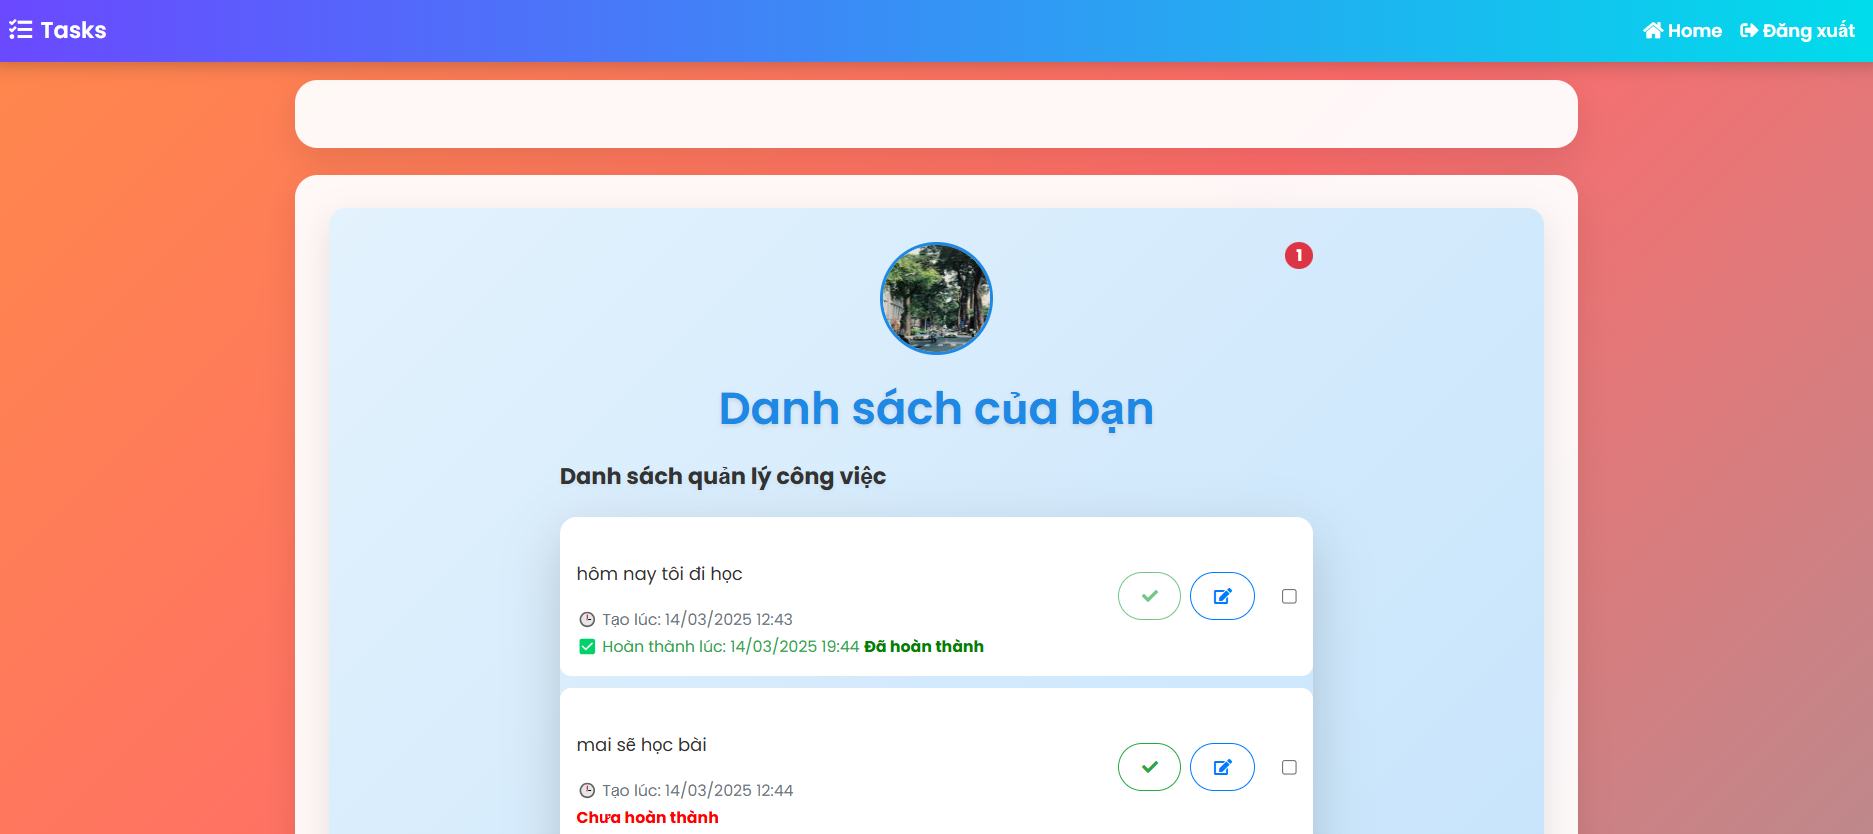 Tasks
Home Đăng xuất
1
Danh sách của bạn
Danh sách quản lý công việc
hôm nay tôi đi học
Tạo lúc: 14/03/2025 12:43
Hoàn thành lúc: 14/03/2025 19:44 Đã hoàn thành
mai sẽ học bài
Tạo lúc: 14/03/2025 12:44
Chưa hoàn thành